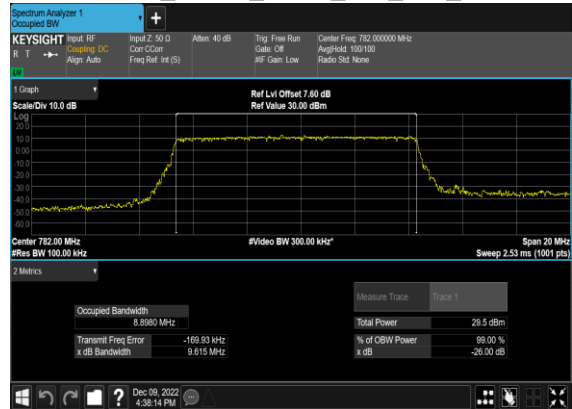 Spectrum Analyzer 1
Occupied BW
+
KEYSIGHT Input: RF Input Z: 50 Ω Atten: 40 dB Trig: Free Run Center Freq: 782.000000 MHz
R T Coupling: DC Corr CCorr Gate: Off Avg|Hold: 100/100
Align: Auto Freq Ref: Int (S) #IF Gain: Low Radio Std: None
1 Graph
Ref Lvl Offset 7.60 dB
Scale/Div 10.0 dB Ref Value 30.00 dBm
Log
20.0
10.0
0.00
-10.0
-20.0
-30.0
-40.0
-50.0
-60.0
Center 782.00 MHz #Video BW 300.00 kHz* Span 20 MHz
#Res BW 100.00 kHz Sweep 2.53 ms (1001 pts)
2 Metrics
Measure Trace Trace 1
Occupied Bandwidth
8.8980 MHz Total Power 29.5 dBm
Transmit Freq Error -169.93 kHz % of OBW Power 99.00 %
x dB Bandwidth 9.615 MHz x dB -26.00 dB
? Dec 09, 2022
4:38:14 PM